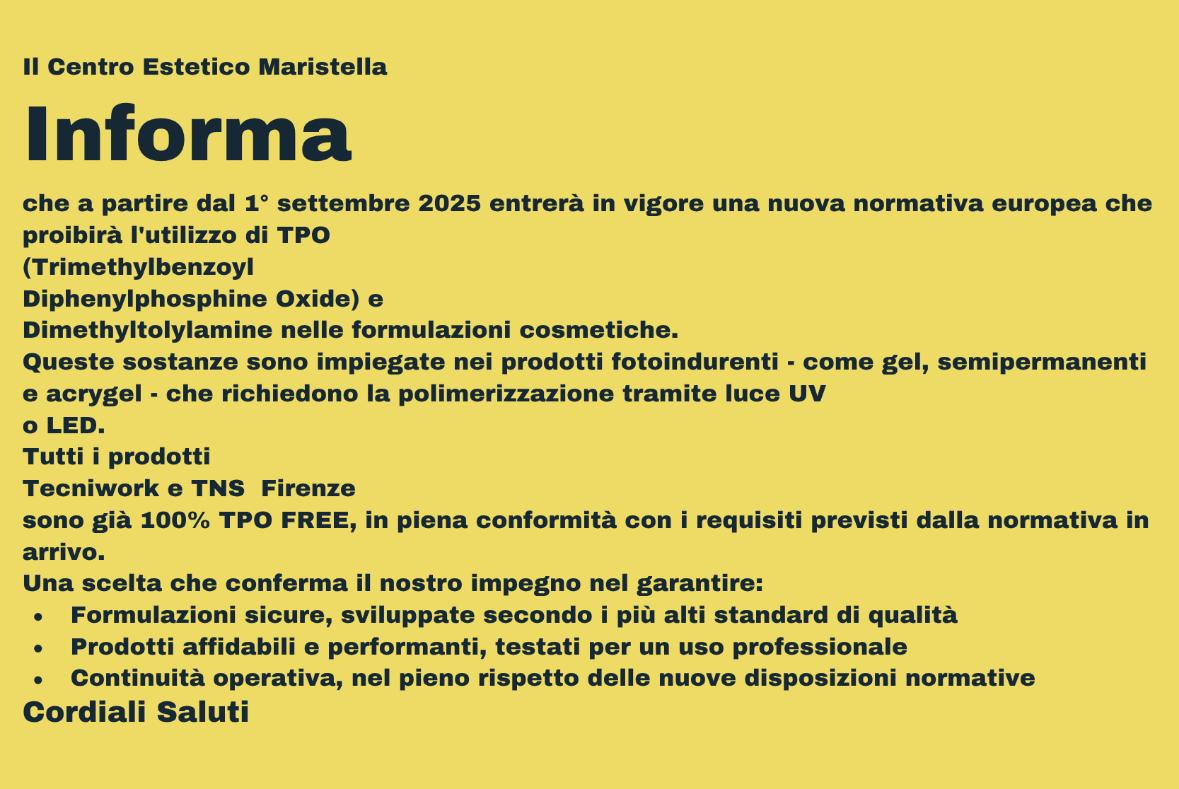 Il Centro Estetico Maristella
Informa
che a partire dal 1° settembre 2025 entrerà in vigore una nuova normativa europea che
proibirà l'utilizzo di TPO
(Trimethylbenzoyl
Diphenylphosphine Oxide) e
Dimethyltolylamine nelle formulazioni cosmetiche.
Queste sostanze sono impiegate nei prodotti fotoindurenti - come gel, semipermanenti
e acrygel - che richiedono la polimerizzazione tramite luce UV
o LED.
Tutti i prodotti
Tecniwork e TNS  Firenze
sono già 100% TPO FREE, in piena conformità con i requisiti previsti dalla normativa in
arrivo.
Una scelta che conferma il nostro impegno nel garantire:
• Formulazioni sicure, sviluppate secondo i più alti standard di qualità
• Prodotti affidabili e performanti, testati per un uso professionale
• Continuità operativa, nel pieno rispetto delle nuove disposizioni normative
Cordiali Saluti